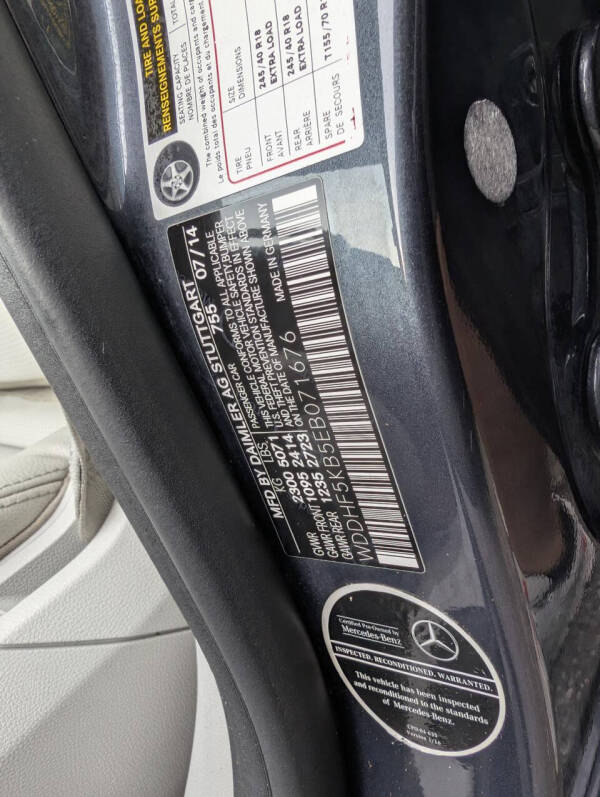 TIRE AND LOA
RENSEIGNEMENTS SUR
SEATING CAPACITY
NOMBRE DE PLACES
TOTAL
The combined weight of occupants and car
Le poids total des occupants et du chargement
TIRE
PNEU
SIZE
DIMENSIONS
FRONT
AVANT
245/40 R18
EXTRA LOAD
REAR
ARRIÈRE
245/40 R18
EXTRA LOAD
SPARE
DE SECOURS
T155/70 R
MFD BY DAIMLER AG STUTTGART
755 07/14
KG LBS.
GVWR 2300 5071
GAWR FRONT 1095 2414
GAWR REAR 1235 2723
PASSENGER CAR
THIS VEHICLE CONFORMS TO ALL APPLICABLE
FEDERAL MOTOR VEHICLE SAFETY, BUMPER
AND THEFT PREVENTION STANDARDS IN EFFECT
ON THE DATE OF MANUFACTURE SHOWN ABOVE
MADE IN GERMANY
WDDHF5KB5EB071676
Certified Pre-Owned by
Mercedes-Benz
INSPECTED. RECONDITIONED. WARRANTED.
This vehicle has been inspected
and reconditioned to the standards
of Mercedes-Benz.
Version 1/14